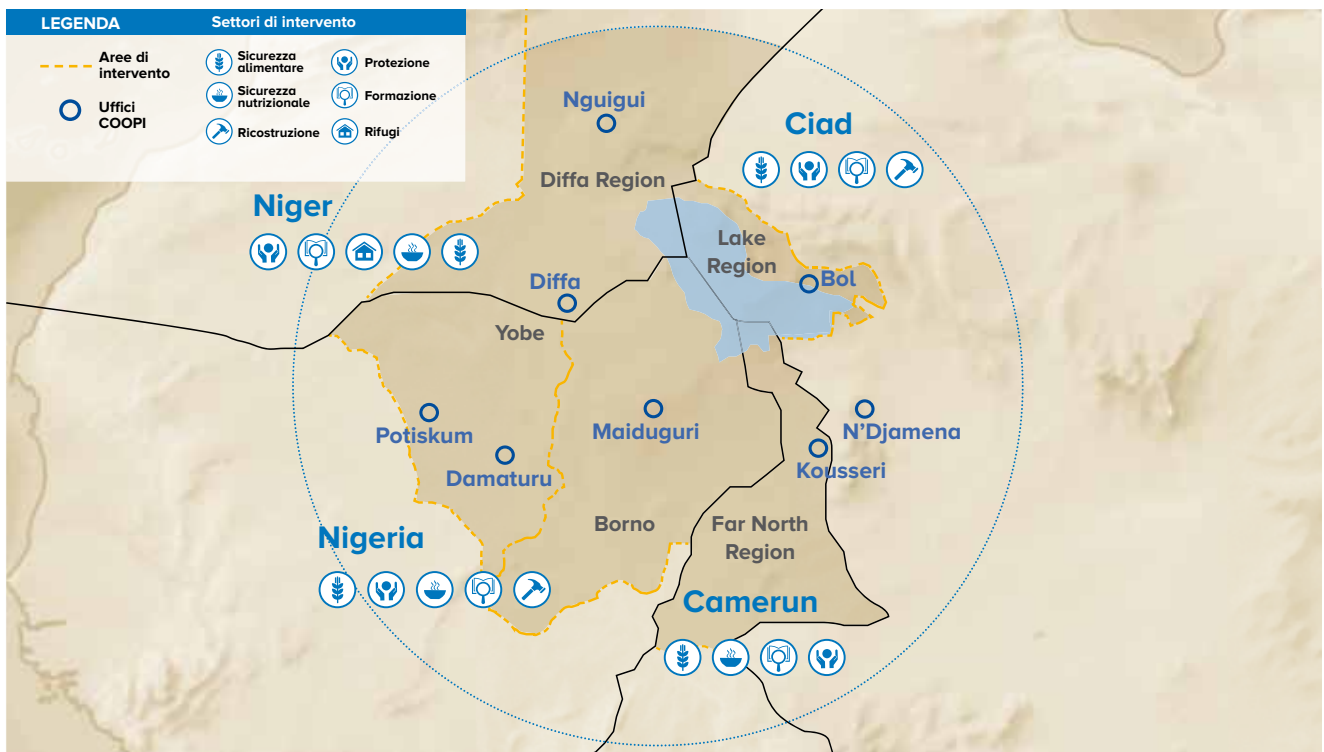 LEGENDA
Settori di intervento
Aree di
intervento
Uffici
COOPI
Sicurezza
alimentare
Protezione
Sicurezza
nutrizionale
Formazione
Ricostruzione
Rifugi
Nguigui
Ciad
Diffa Region
Niger
Lake
Region
Bol
Diffa
Yobe
Potiskum
Maiduguri
N'Djamena
Damaturu
Kousseri
Nigeria
Borno
Far North
Region
Camerun